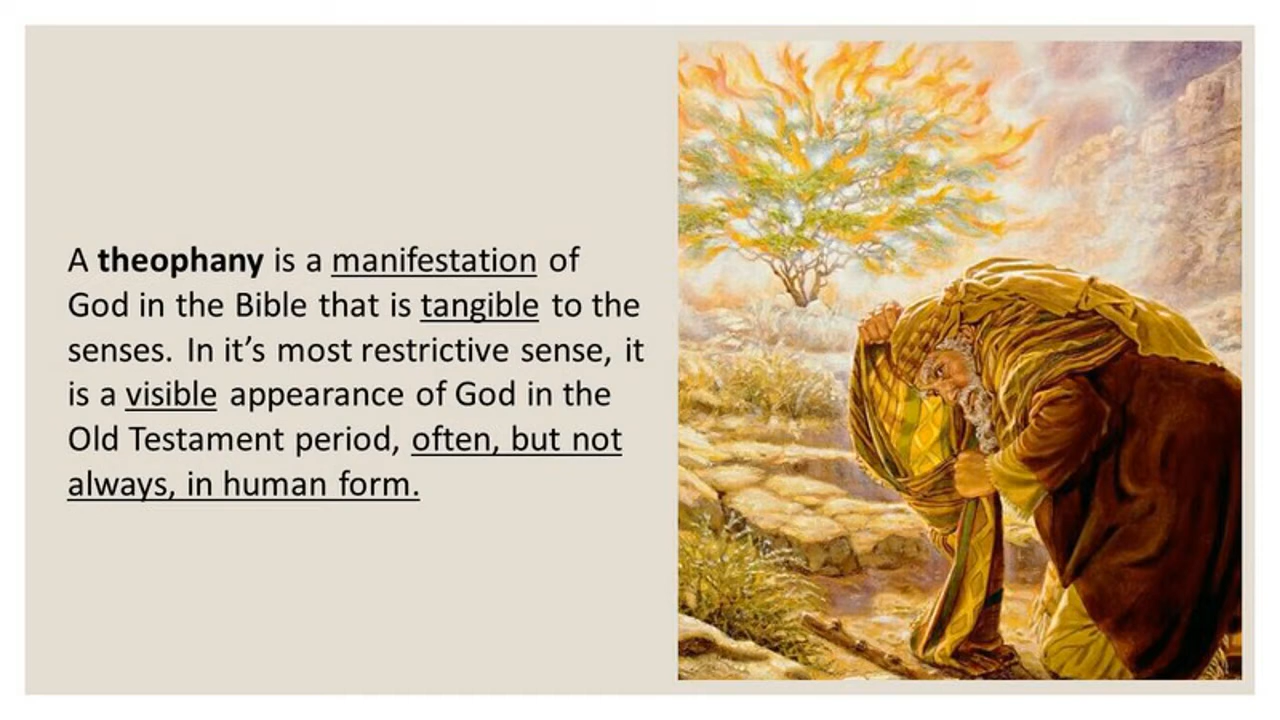 A theophany is a manifestation of
God in the Bible that is tangible to the
senses. In it’s most restrictive sense, it
is a visible appearance of God in the
Old Testament period, often, but not
always, in human form.